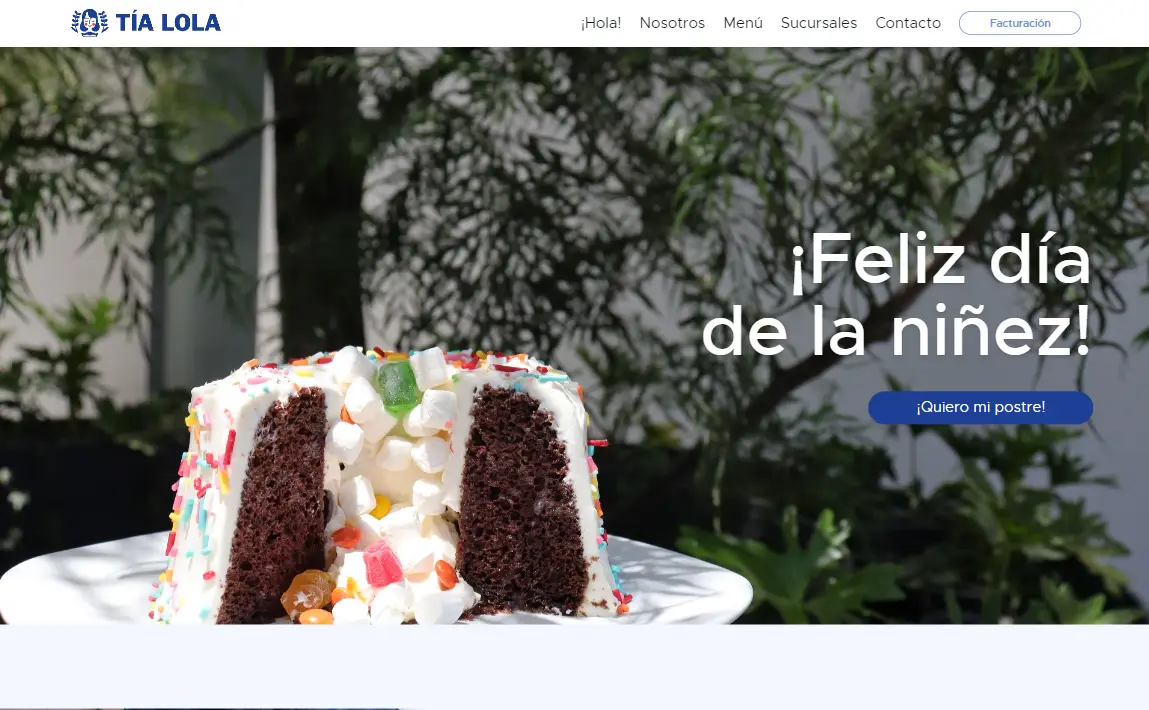 TÍA LOLA
¡Hola!
Nosotros
Menú
Sucursales
Contacto
Facturación
¡Feliz día
de la niñez!
¡Quiero mi postre!